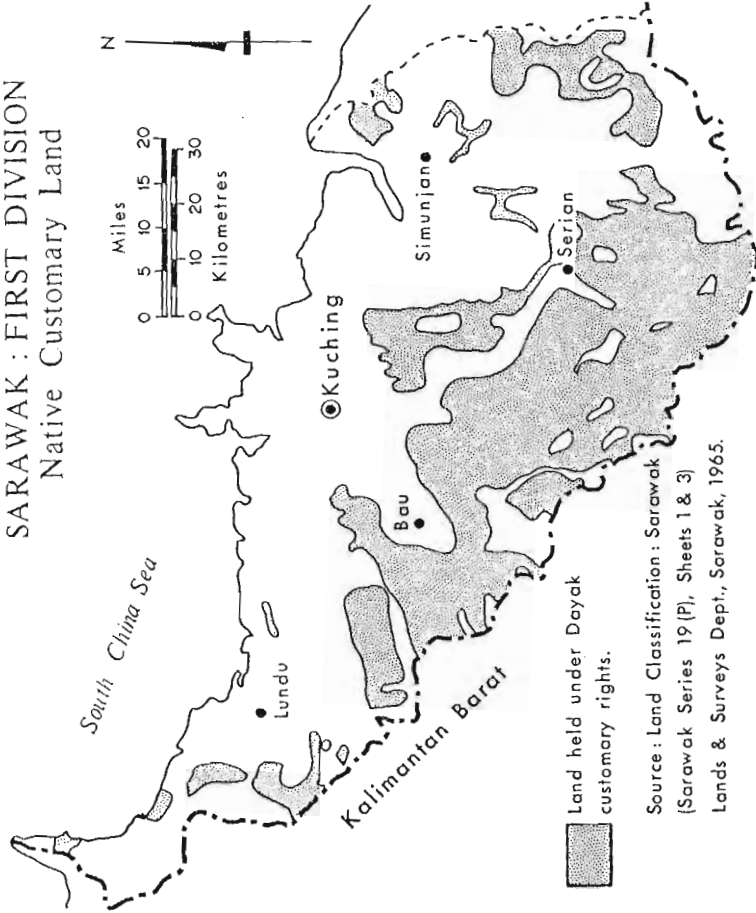 SARAWAK : FIRST DIVISION
Native Customary Land
N
Miles
0 5 10 15 20
0 10 20 30
Kilometres
South China Sea
Lundu
Bau
Kuching
Simunjane
Serian
Kalimantan Barat
Land held under Dayak
customary rights.
Source : Land Classification : Sarawak
(Sarawak Series 19(P), Sheets 1 & 3)
Lands & Surveys Dept., Sarawak, 1965.